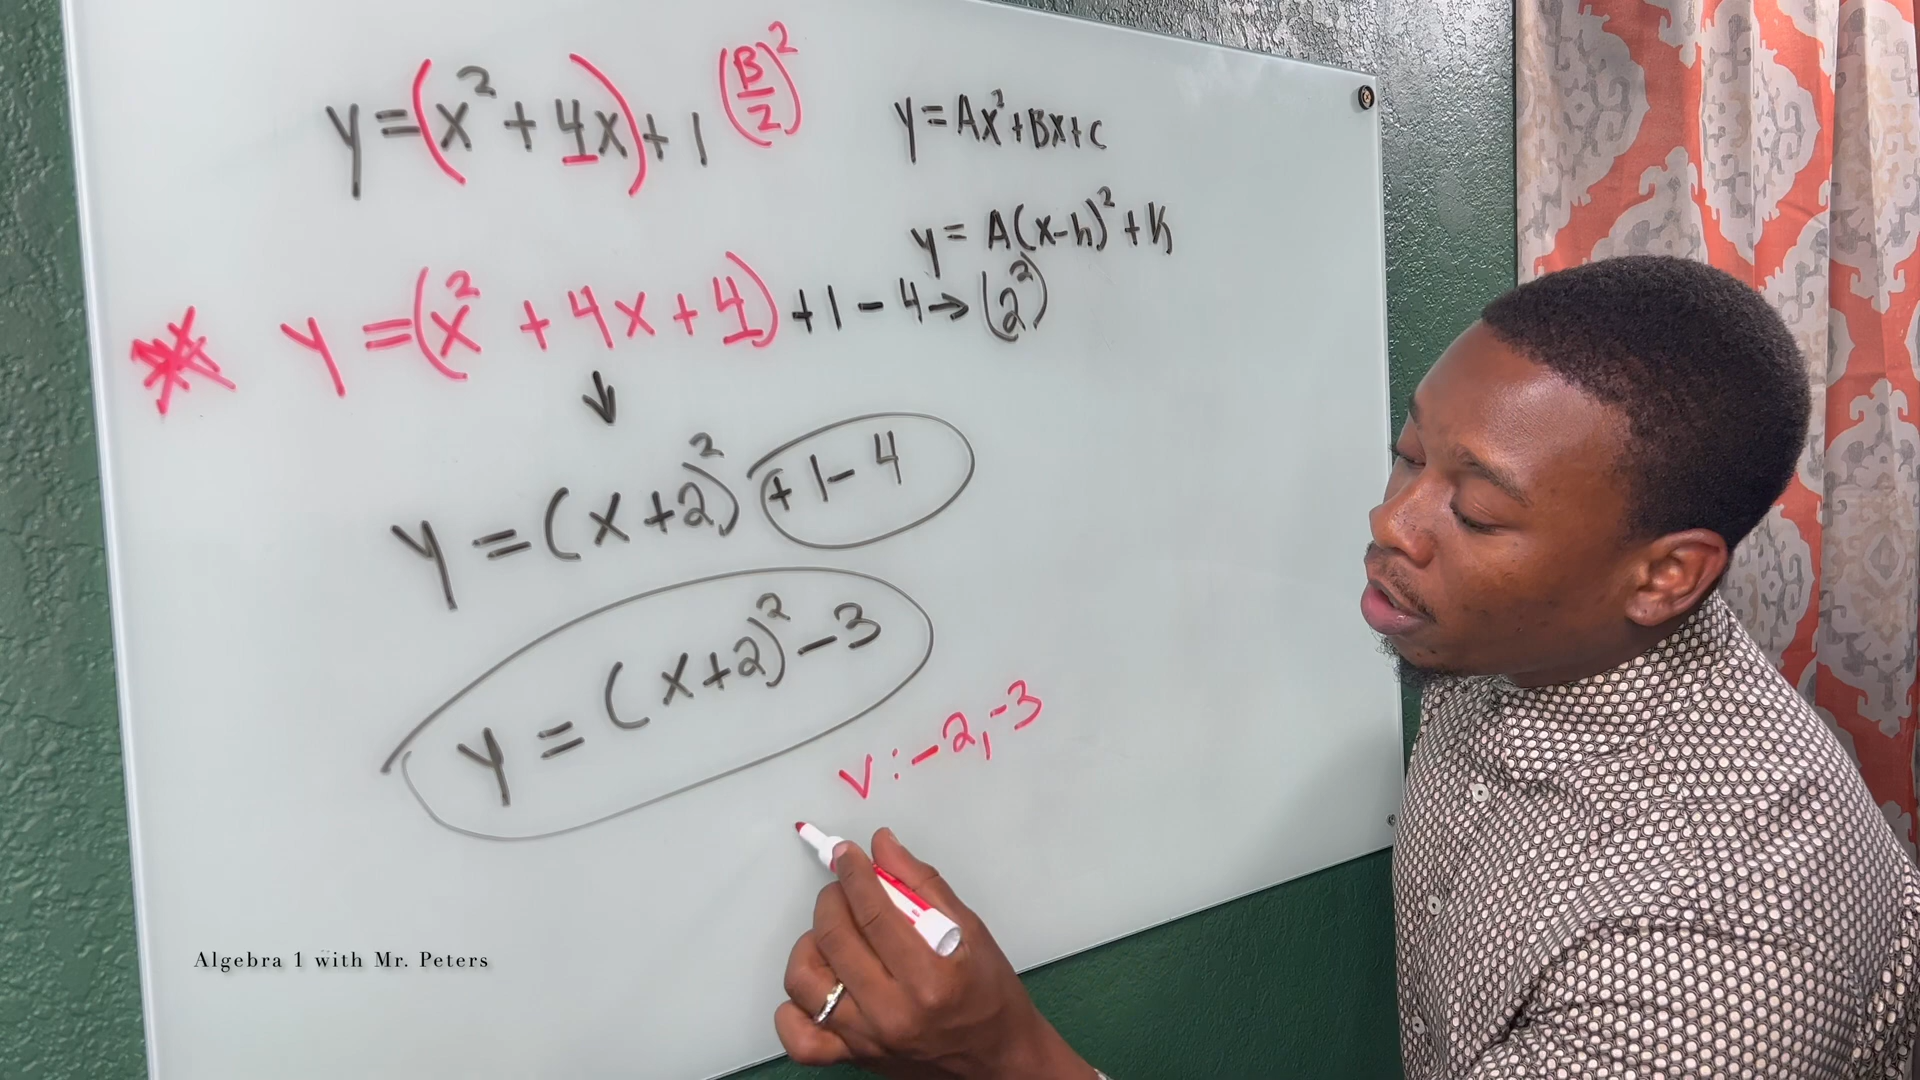 y=(x²+4x)+1 (B/2)²
y=Ax²+Bx+C
y=A(x-h)²+k
y=(x²+4x+4)+1-4→(2²)
↓
y=(x+2)²+1-4
y=(x+2)²-3
V:-2,-3
Algebra 1 with Mr. Peters